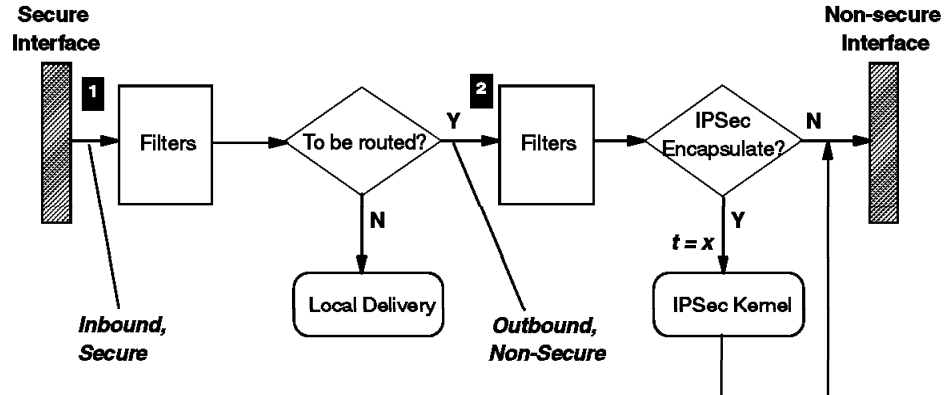 Secure
Interface
Non-secure
Interface
1
2
Filters
To be routed?
Y
Filters
IPSec
Encapsulate?
N
N
Y
t = x
Local Delivery
IPSec Kernel
Inbound,
Secure
Outbound,
Non-Secure